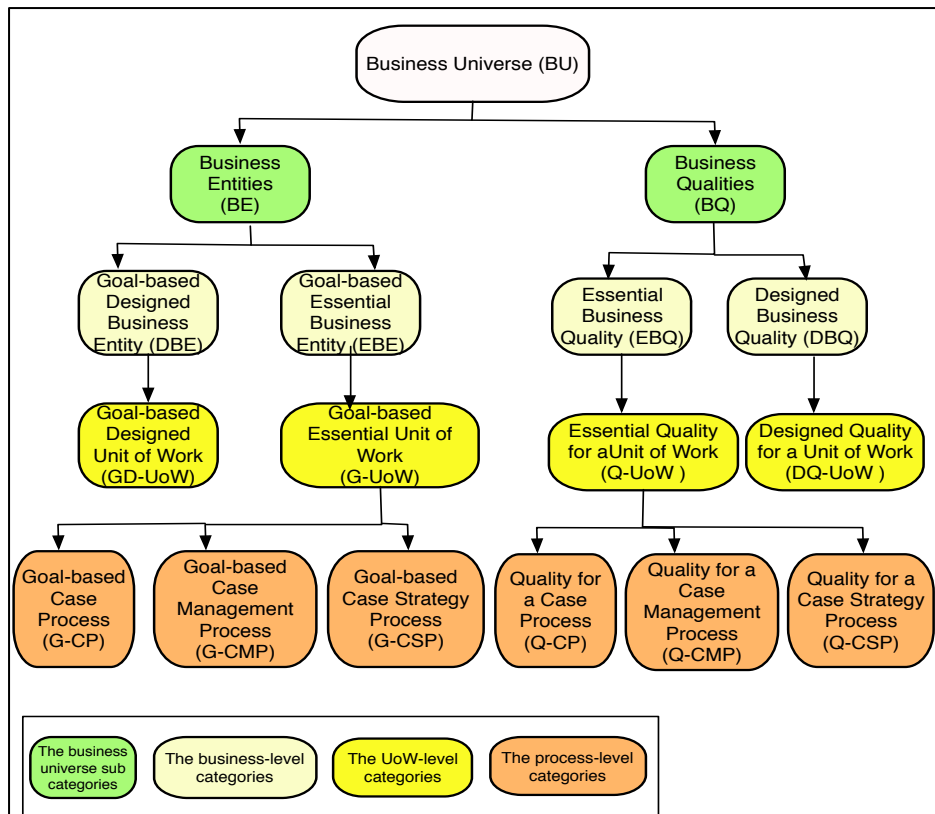 Business Universe (BU)
Business
Entities
(BE)
Business
Qualities
(BQ)
Goal-based
Designed
Business
Entity (DBE)
Goal-based
Essential
Business
Entity (EBE)
Essential
Business
Quality (EBQ)
Designed
Business
Quality (DBQ)
Goal-based
Designed
Unit of Work
(GD-UoW)
Goal-based
Essential Unit of
Work
(G-UoW)
Essential Quality
for aUnit of Work
(Q-UoW )
Designed Quality
for a Unit of Work
(DQ-UoW )
Goal-based
Case
Process
(G-CP)
Goal-based
Case
Management
Process
(G-CMP)
Goal-based
Case Strategy
Process
(G-CSP)
Quality for
a Case
Process
(Q-CP)
Quality for a
Case
Management
Process
(Q-CMP)
Quality for a
Case Strategy
Process
(Q-CSP)
The business
universe sub
categories
The business-level
categories
The UoW-level
categories
The process-level
categories